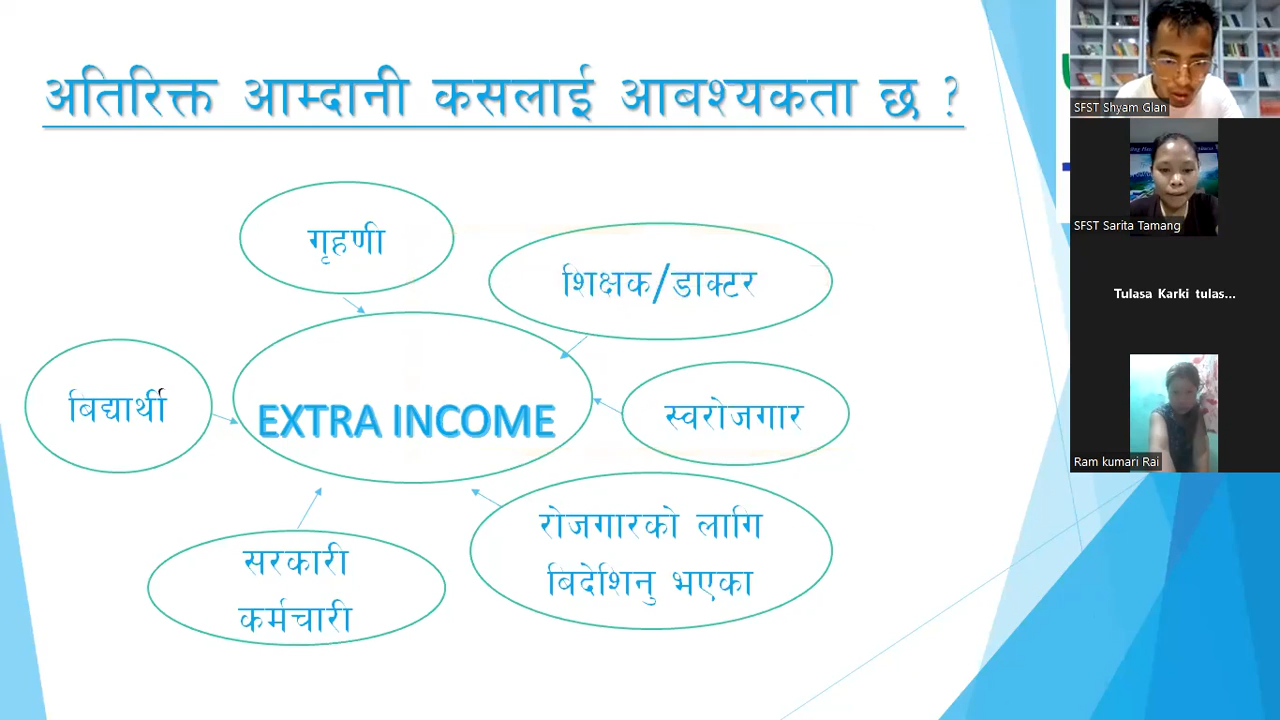 अतिरिक्त आम्दानी कसलाई आबश्यकता छ ?
गृहणी
शिक्षक/डाक्टर
बिद्यार्थी
EXTRA INCOME
स्वरोजगार
रोजगारको लागि
बिदेशिनु भएका
सरकारी
कर्मचारी
SFST Shyam Glan
SFST Sarita Tamang
Tulasa Karki tulas...
Ram kumari Rai